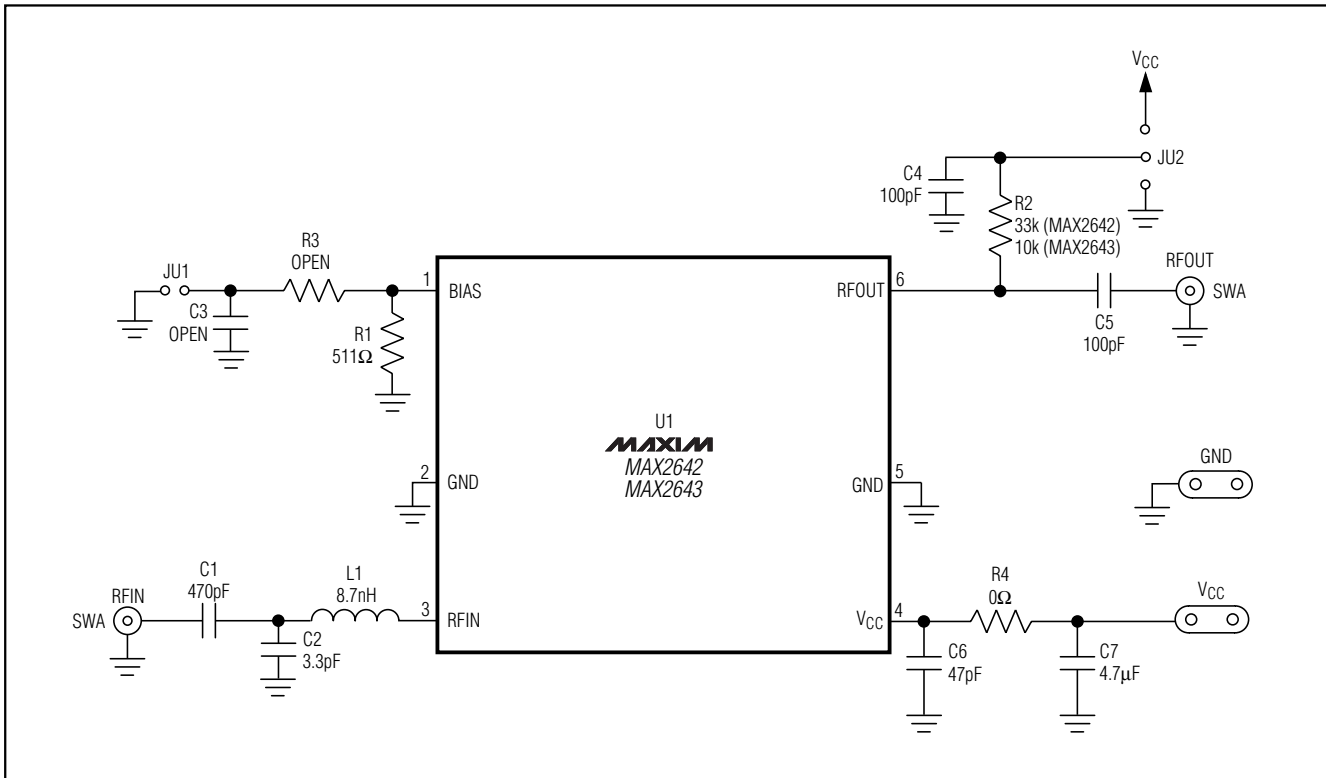 VCC
JU2
C4
100pF
R2
33k (MAX2642)
10k (MAX2643)
R3
OPEN
JU1
C3
OPEN
1
BIAS
R1
511Ω
RFOUT
6
C5
100pF
RFOUT
SWA
U1
MAXIM
MAX2642
MAX2643
2
GND
GND
5
GND
RFIN
SWA
C1
470pF
L1
8.7nH
3
RFIN
C2
3.3pF
VCC
4
R4
0Ω
VCC
C6
47pF
C7
4.7µF